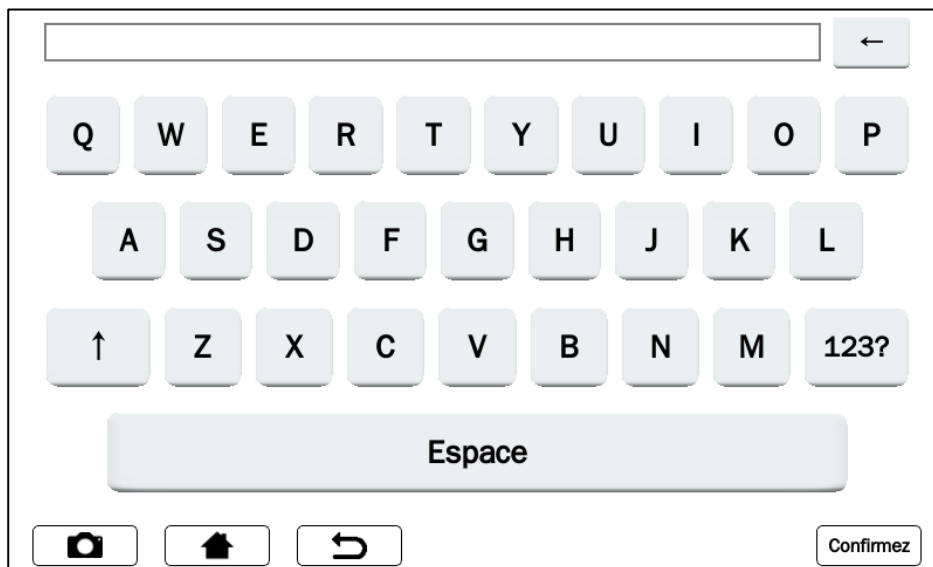 ←
Q W E R T Y U I O P
A S D F G H J K L
↑ Z X C V B N M 123?
Espace
Confirmez